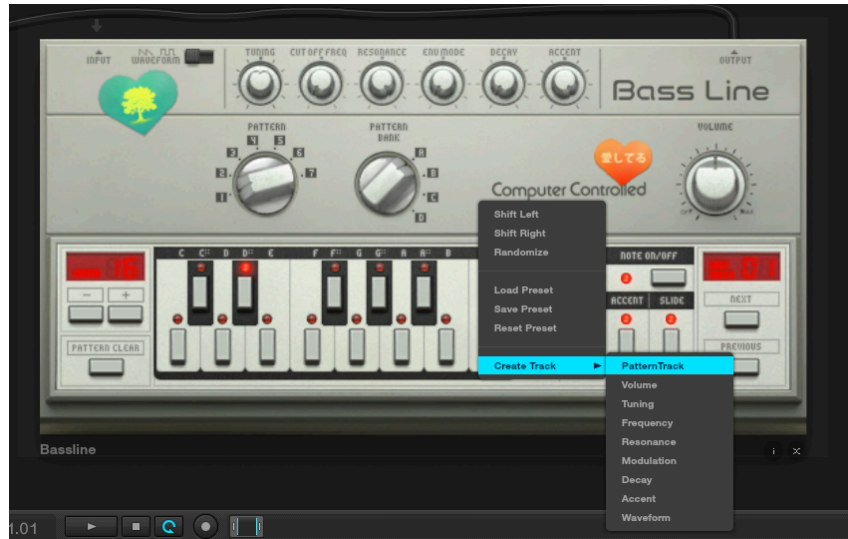 INPUT
WAVEFORM
TUNING CUT OFF FREQ RESONANCE ENV MODE DECAY ACCENT
OUTPUT
Bass Line
PATTERN
1 2 3 4 5 6 7
PATTERN BANK
A B C D
VOLUME
愛してる
Computer Controlled
Shift Left
Shift Right
Randomize
Load Preset
Save Preset
Reset Preset
Create Track
PatternTrack
Volume
Tuning
Frequency
Resonance
Modulation
Decay
Accent
Waveform
C C# D D# E F F# G G# A A# B
NOTE ON/OFF
- +
ACCENT SLIDE
NEXT
PATTERN CLEAR
PREVIOUS
Bassline
i
1.01